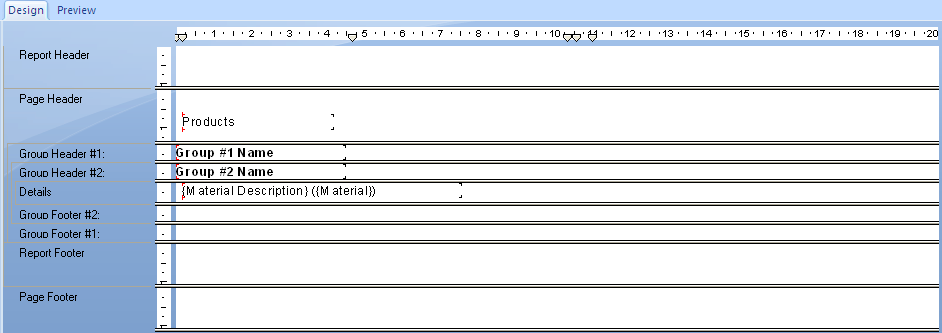 Design Preview
1 2 3 4 5 6 7 8 9 10 11 12 13 14 15 16 17 18 19 20
Report Header
Page Header
Products
Group Header #1: Group #1 Name
Group Header #2: Group #2 Name
Details {Material Description} ({Material})
Group Footer #2:
Group Footer #1:
Report Footer
Page Footer